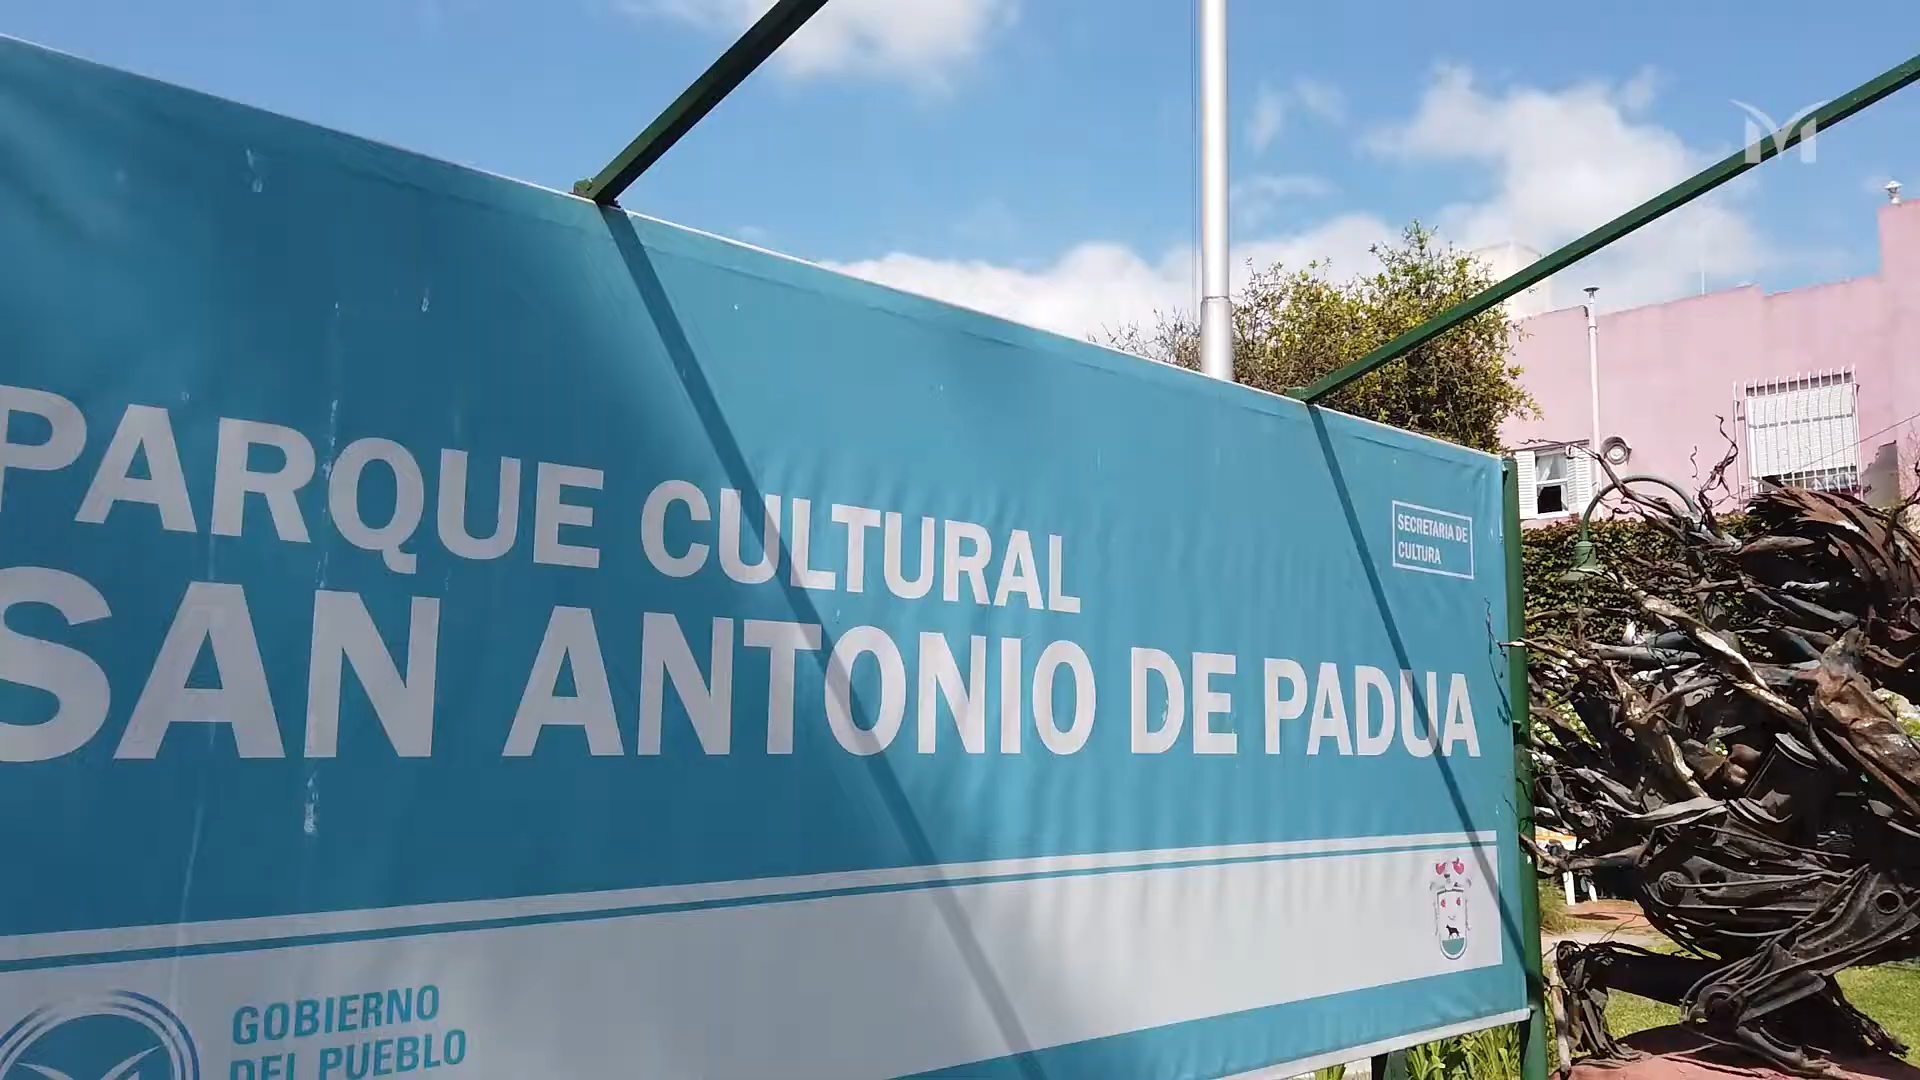 PARQUE CULTURAL
SAN ANTONIO DE PADUA
SECRETARIA DE
CULTURA
GOBIERNO
DEL PUEBLO
M